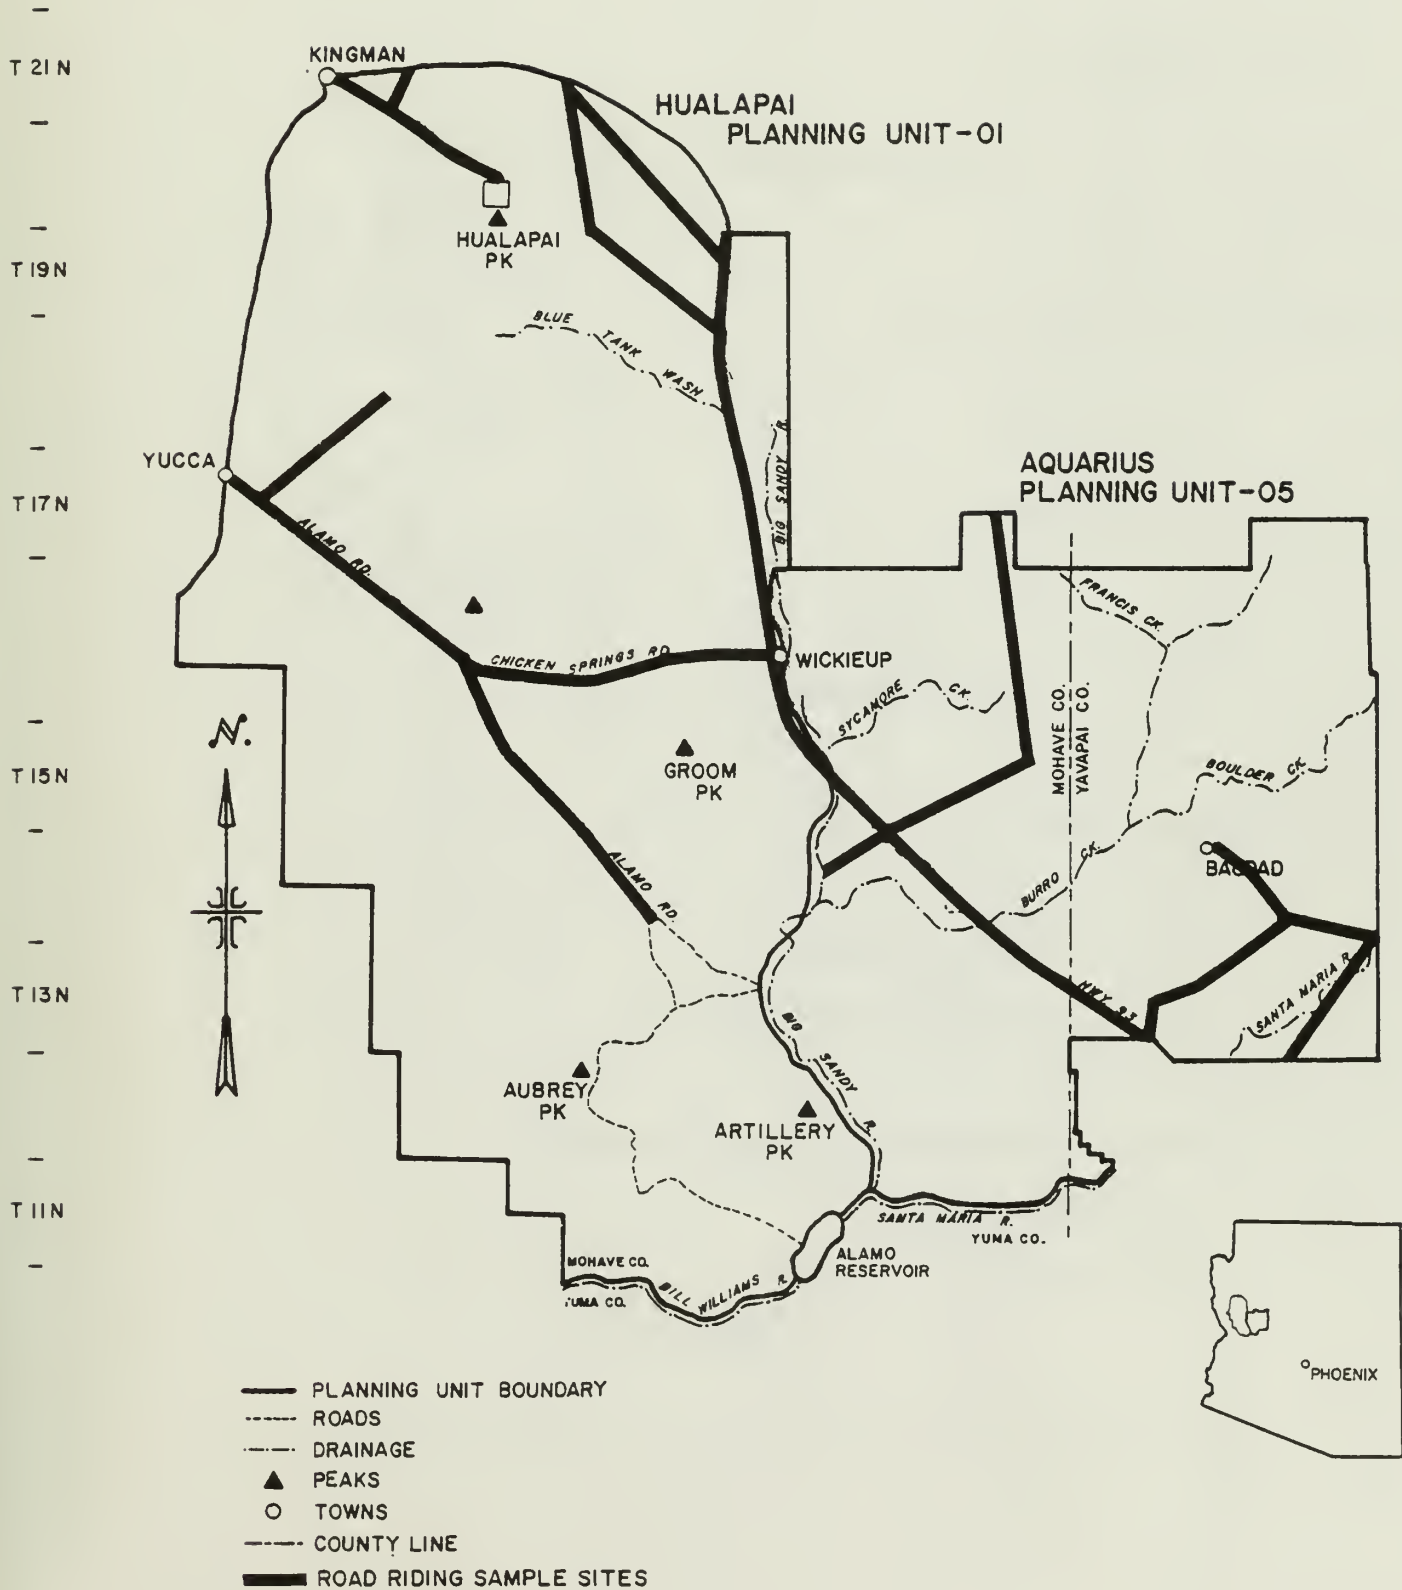 T 21 N
KINGMAN
HUALAPAI
PLANNING UNIT-01
HUALAPAI
PK
T 19 N
BLUE TANK WASH
BIG SANDY R.
YUCCA
AQUARIUS
PLANNING UNIT-05
T 17 N
ALAMO RD.
FRANCIS CK.
CHICKEN SPRINGS RD
WICKIEUP
SYCAMORE CK.
MOHAVE CO.
YAVAPAI CO.
N.
T 15 N
GROOM
PK
BOULDER CK.
ALAMO RD.
BURRO CK.
BAGDAD
T 13 N
HWY 93
SANTA MARIA R.
BIG SANDY R.
AUBREY
PK
ARTILLERY
PK
T 11 N
SANTA MARIA R.
YUMA CO.
ALAMO
RESERVOIR
MOHAVE CO.
YUMA CO.
BILL WILLIAMS R.
PHOENIX
PLANNING UNIT BOUNDARY
ROADS
DRAINAGE
PEAKS
TOWNS
COUNTY LINE
ROAD RIDING SAMPLE SITES